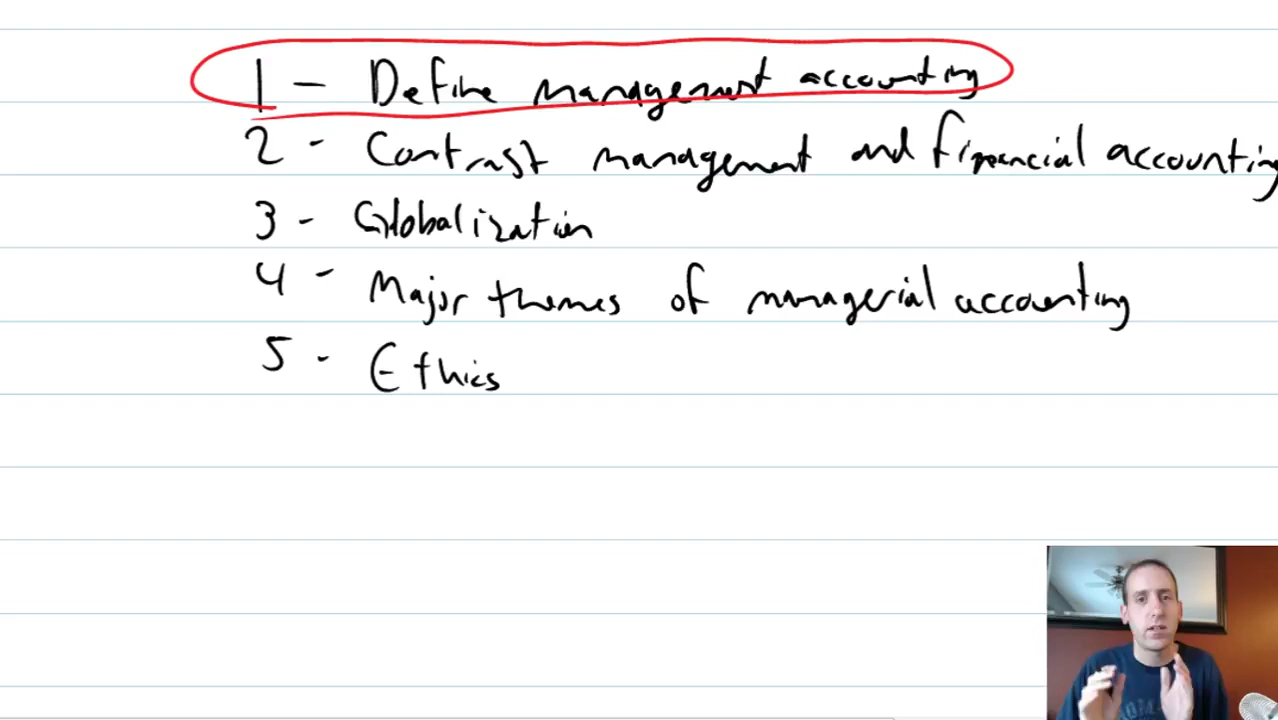 1 - Define management accounting
2 - Contrast management and financial accounting
3 - Globalization
4 - Major themes of managerial accounting
5 - Ethics